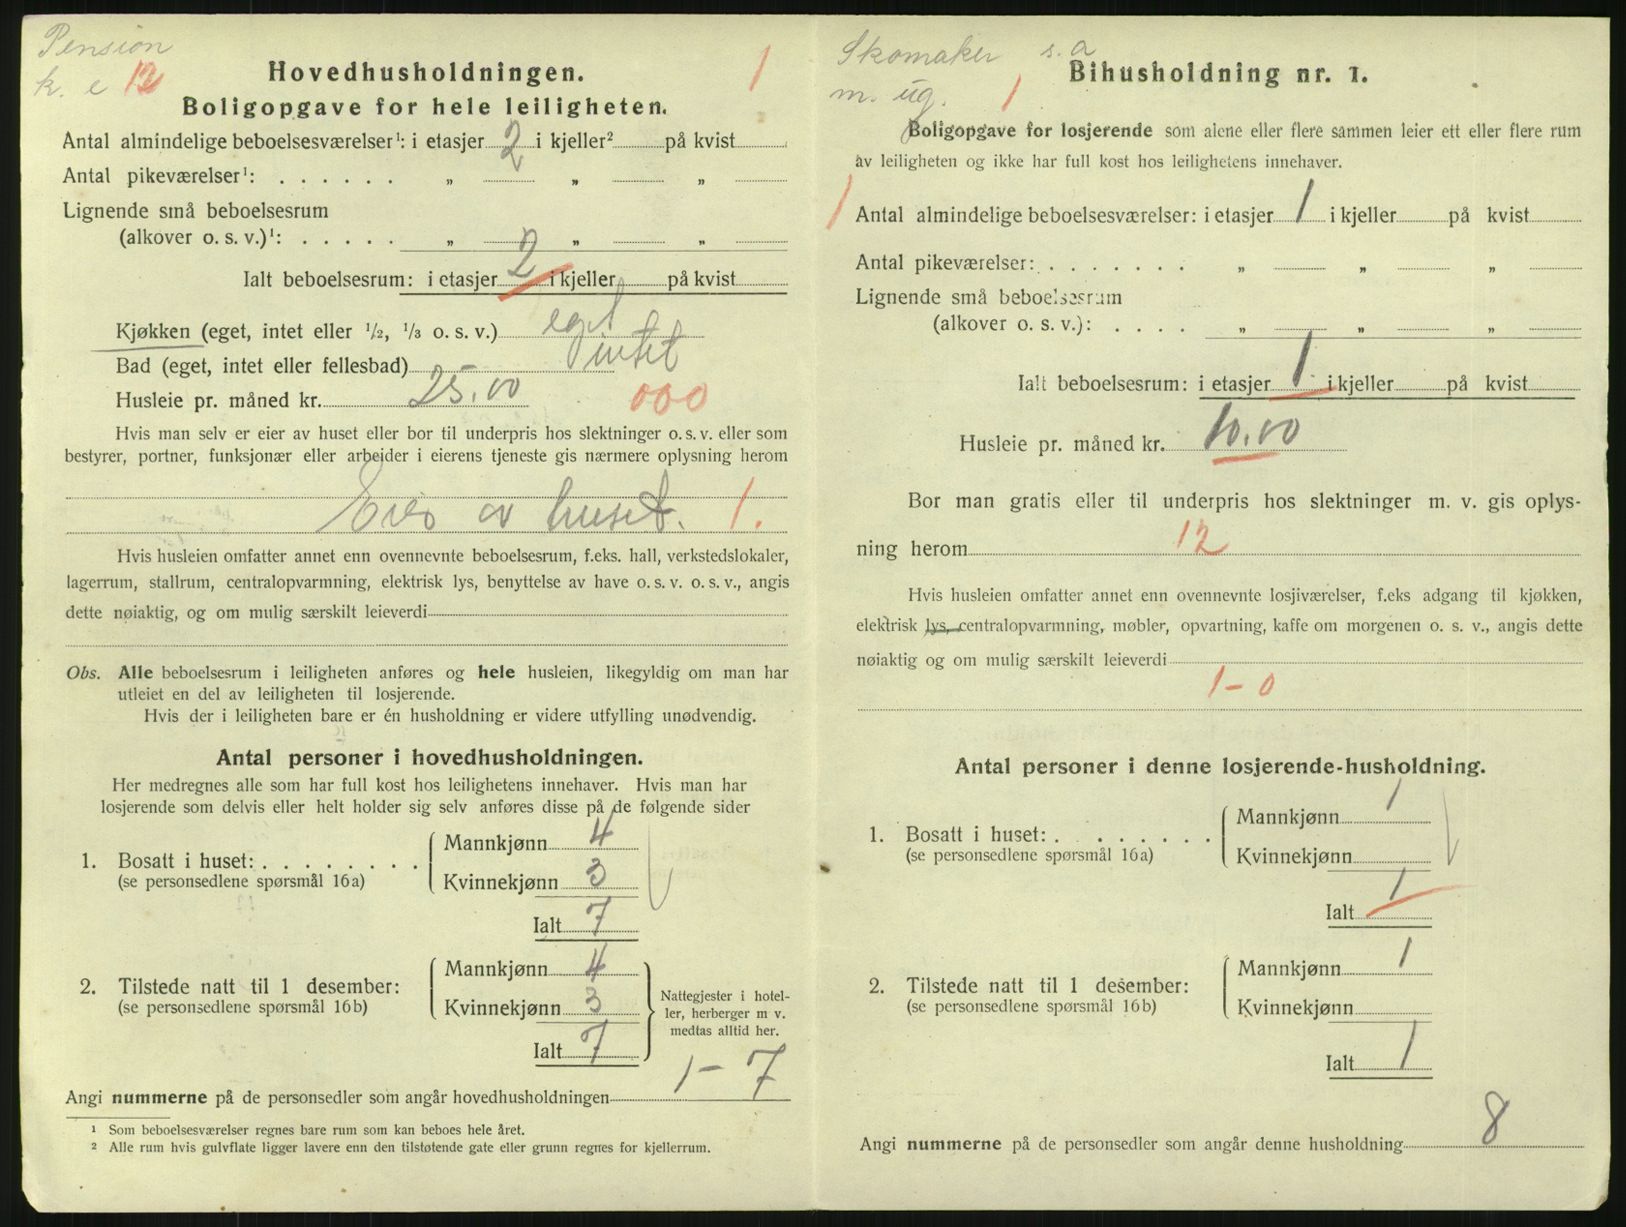 Pension
k. e 12
1
Hovedhusholdningen.
Boligopgave for hele leiligheten.
Antal almindelige beboelsesværelser¹: i etasjer 2 i kjeller² på kvist
Antal pikeværelser¹: . . . . . . „ „ „
Lignende små beboelsesrum
(alkover o. s. v.)¹: . . . . . „ „ „
Ialt beboelsesrum: i etasjer 2 i kjeller på kvist
Kjøkken (eget, intet eller 1/2, 1/3 o. s. v.) eget
Bad (eget, intet eller fellesbad) intet
Husleie pr. måned kr. 25.00 000
Hvis man selv er eier av huset eller bor til underpris hos slektninger o. s. v. eller som
bestyrer, portner, funksjonær eller arbeider i eierens tjeneste gis nærmere oplysning herom
Eier av huset. 1.
Hvis husleien omfatter annet enn ovennevnte beboelsesrum, f.eks. hall, verkstedslokaler,
lagerrum, stallrum, centralopvarmning, elektrisk lys, benyttelse av have o. s. v. o. s. v., angis
dette nøiaktig, og om mulig særskilt leieverdi
Obs. Alle beboelsesrum i leiligheten anføres og hele husleien, likegyldig om man har
utleiet en del av leiligheten til losjerende.
Hvis der i leiligheten bare er én husholdning er videre utfylling unødvendig.
Antal personer i hovedhusholdningen.
Her medregnes alle som har full kost hos leilighetens innehaver. Hvis man har
losjerende som delvis eller helt holder sig selv anføres disse på de følgende sider
1. Bosatt i huset: . . . . . . . .
(se personsedlene spørsmål 16a)
Mannkjønn 4
Kvinnekjønn 3
Ialt 7
2. Tilstede natt til 1 desember:
(se personsedlene spørsmål 16b)
Mannkjønn 4
Kvinnekjønn 3
Ialt 7
Nattegjester i hotel-
ler, herberger m v.
medtas alltid her.
Angi nummerne på de personsedler som angår hovedhusholdningen 1 – 7
¹ Som beboelsesværelser regnes bare rum som kan beboes hele året.
² Alle rum hvis gulvflate ligger lavere enn den tilstøtende gate eller grunn regnes for kjellerrum.
Skomaker s. a
m. ug. 1
Bihusholdning nr. 1.
Boligopgave for losjerende som alene eller flere sammen leier ett eller flere rum
av leiligheten og ikke har full kost hos leilighetens innehaver.
1
Antal almindelige beboelsesværelser: i etasjer 1 i kjeller på kvist
Antal pikeværelser: . . . . . . . „ „ „
Lignende små beboelsesrum
(alkover o. s. v.): . . . . „ „ „
Ialt beboelsesrum: i etasjer 1 i kjeller på kvist
Husleie pr. måned kr. 10.00
Bor man gratis eller til underpris hos slektninger m. v. gis oplys-
ning herom 12
Hvis husleien omfatter annet enn ovennevnte losjiværelser, f.eks adgang til kjøkken,
elektrisk lys, centralopvarmning, møbler, opvartning, kaffe om morgenen o. s. v., angis dette
nøiaktig og om mulig særskilt leieverdi
1 – 0
Antal personer i denne losjerende-husholdning.
1. Bosatt i huset: . . . . . . . .
(se personsedlene spørsmål 16a)
Mannkjønn 1
Kvinnekjønn
Ialt 1
2. Tilstede natt til 1 desember:
(se personsedlene spørsmål 16b)
Mannkjønn 1
Kvinnekjønn
Ialt 1
Angi nummerne på de personsedler som angår denne husholdning 8